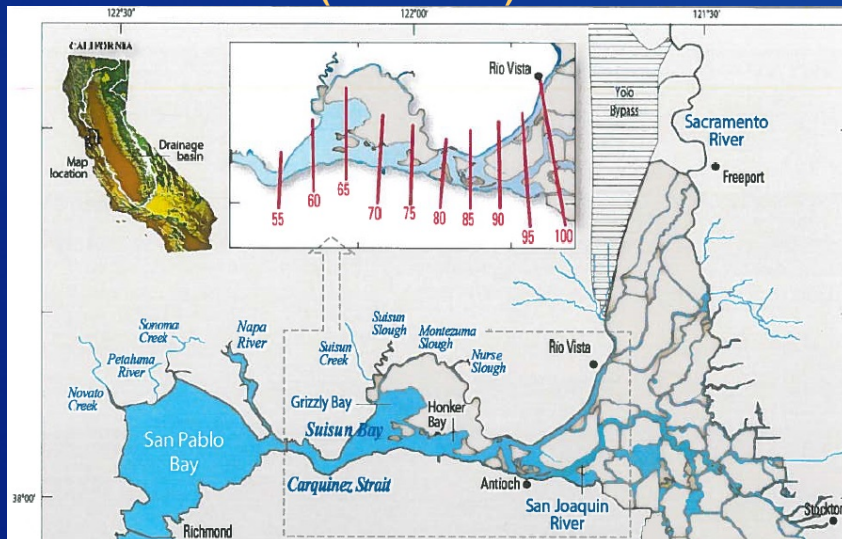 122°30'
122°00'
121°30'
CALIFORNIA
Map
location
Drainage
basin
Rio Vista
55
60
65
70
75
80
85
90
95
100
Yolo
Bypass
Sacramento
River
Freeport
Sonoma
Creek
Petaluma
River
Novato
Creek
Napa
River
Suisun
Creek
Suisun
Slough
Montezuma
Slough
Nurse
Slough
Rio Vista
Grizzly Bay
Honker
Bay
Suisun Bay
San Pablo
Bay
Carquinez Strait
38°00'
Antioch
San Joaquin
River
Richmond
Stockton